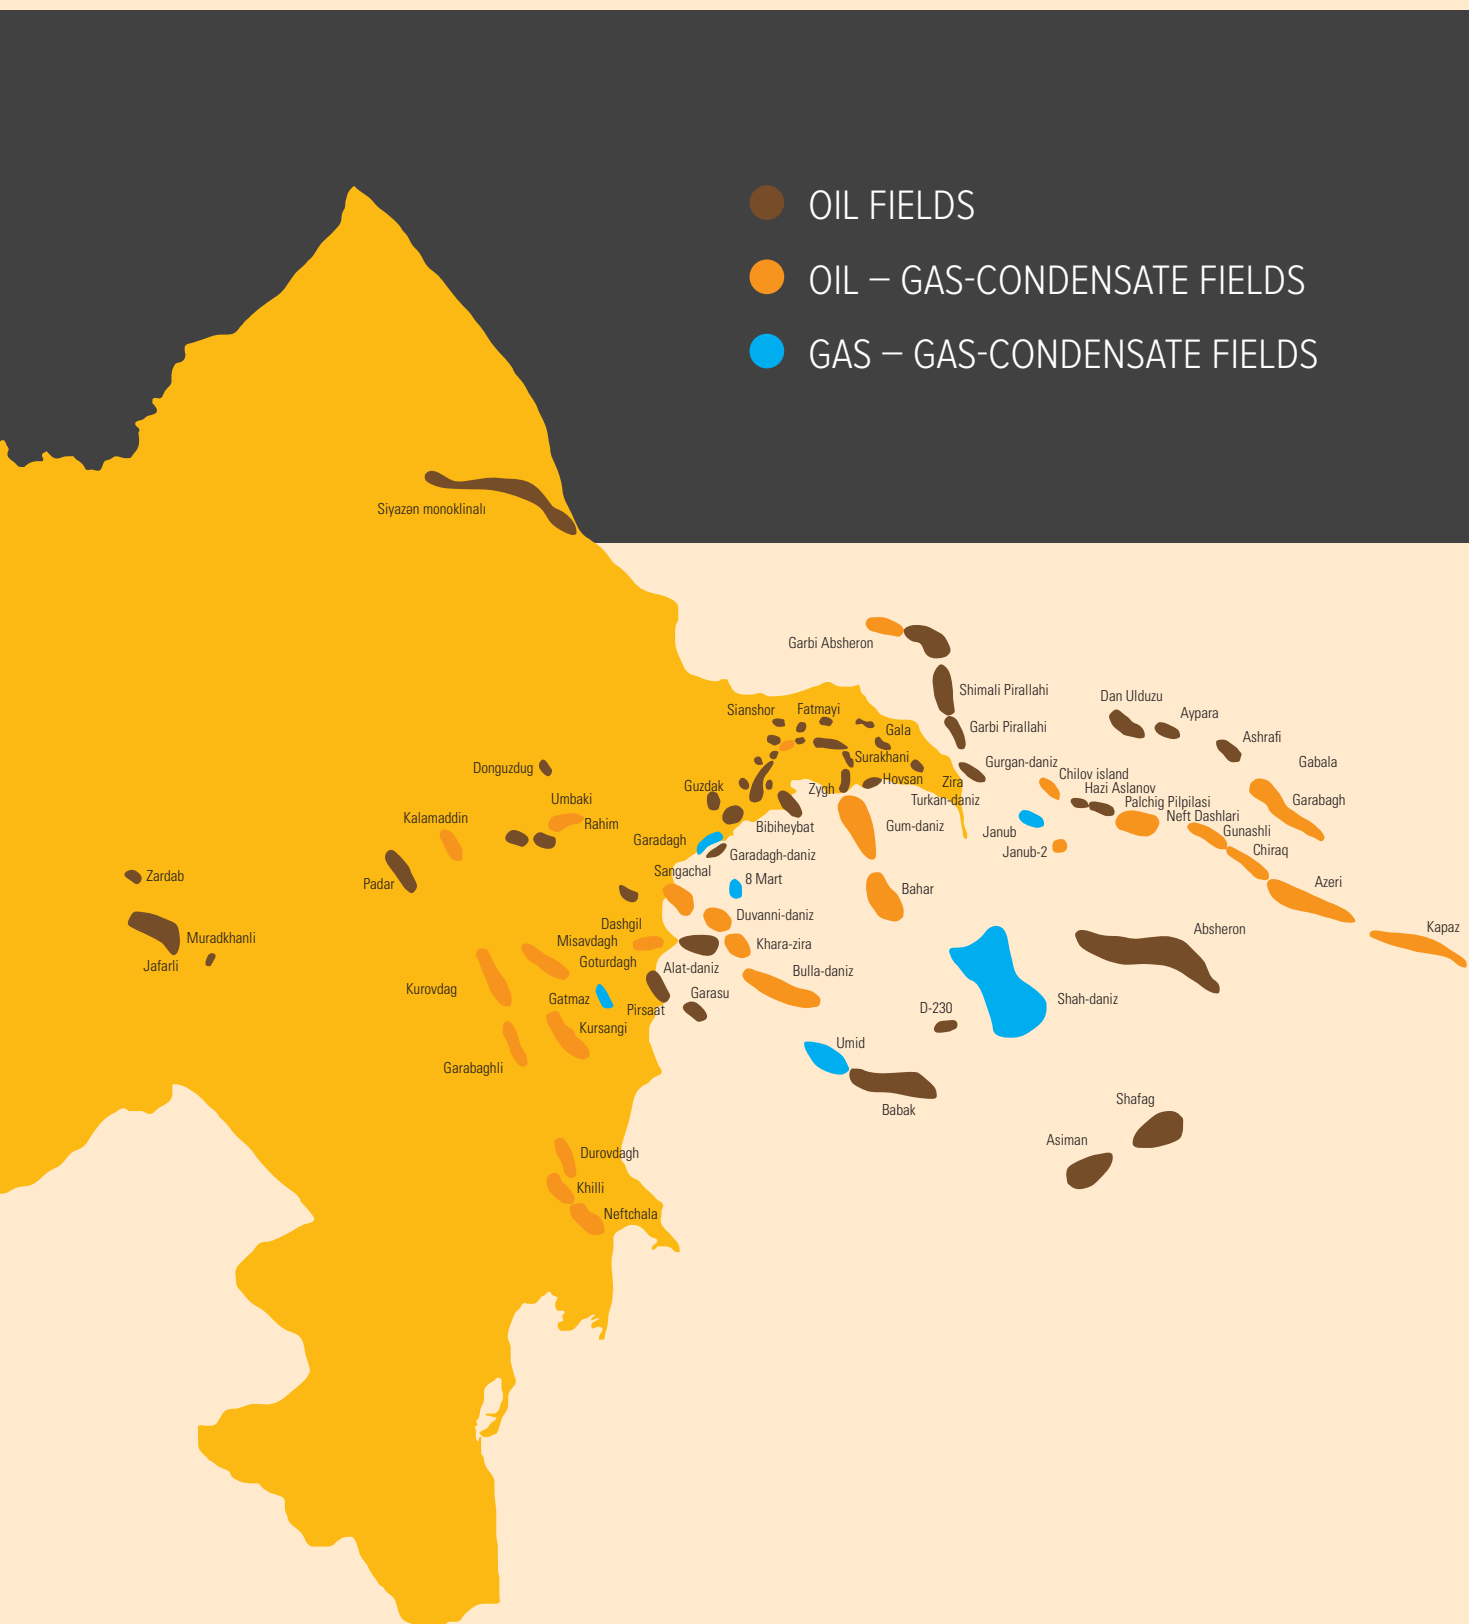 OIL FIELDS
OIL – GAS-CONDENSATE FIELDS
GAS – GAS-CONDENSATE FIELDS
Siyazən monoklinalı
Garbi Absheron
Shimali Pirallahi
Dan Ulduzu
Sianshor
Fatmayi
Aypara
Garbi Pirallahi
Gala
Ashrafi
Surakhani
Gurgan-daniz
Gabala
Donguzdug
Chilov island
Hovsan
Zira
Guzdak
Zygh
Hazi Aslanov
Umbaki
Turkan-daniz
Palchig Pilpilasi
Garabagh
Kalamaddin
Neft Dashlari
Rahim
Bibiheybat
Gum-daniz
Janub
Gunashli
Garadagh
Garadagh-daniz
Janub-2
Chiraq
Sangachal
Zardab
8 Mart
Padar
Bahar
Azeri
Duvanni-daniz
Dashgil
Absheron
Kapaz
Muradkhanli
Misavdagh
Khara-zira
Jafarli
Goturdagh
Alat-daniz
Bulla-daniz
Kurovdag
Garasu
Gatmaz
Shah-daniz
Pirsaat
D-230
Kursangi
Umid
Garabaghli
Shafag
Babak
Asiman
Durovdagh
Khilli
Neftchala